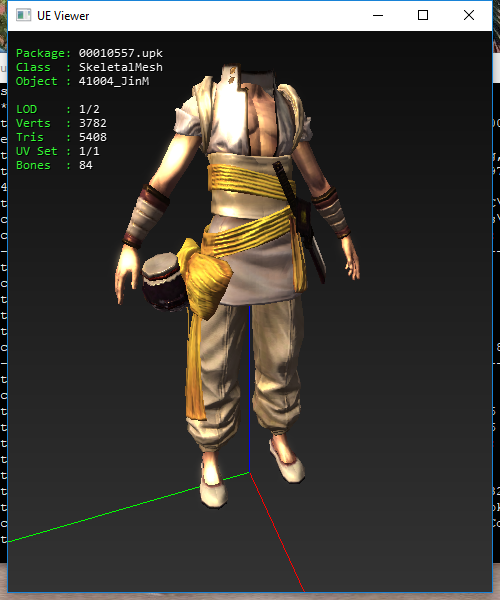 UE Viewer
Package: 00010557.upk
Class : SkeletalMesh
Object : 41004_JinM
LOD : 1/2
Verts : 3782
Tris : 5408
UV Set : 1/1
Bones : 84